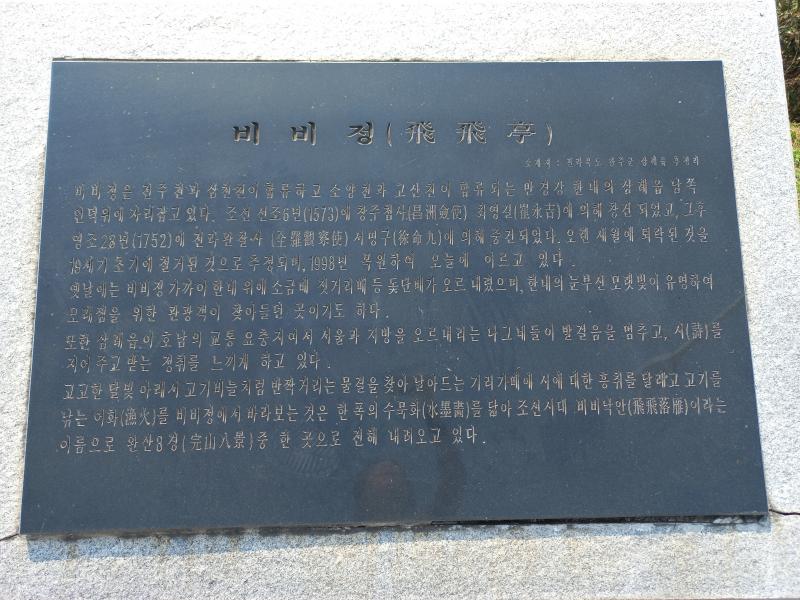 비 비 정 (飛 飛 亭)
소재지 : 전라북도 완주군 삼례읍 후정리
비비정은 전주천과 삼천천이 합류하고 소양천과 고산천이 합류되는 만경강 한내의 삼례읍 남쪽
언덕위에 자리잡고 있다. 조선 선조6년(1573)에 창주첨사(昌洲僉使) 최영길(崔永吉)에 의해 창건 되었고, 그후
영조28년(1752)에 전라관찰사 (全羅觀察使) 서명구(徐命九)에 의해 중건되었다. 오랜 세월에 퇴락된 것을
19세기 초기에 철거된 것으로 추정되며, 1998년 복원하여 오늘에 이르고 있다.
옛날에는 비비정 가까이 한내 위에 소금배 젓거리배 등 돛단배가 오르 내렸으며, 한내의 눈부신 모랫빛이 유명하여
모래찜을 위한 관광객이 찾아들던 곳이기도 하다.
또한 삼례읍이 호남의 교통 요충지여서 서울과 지방을 오르내리는 나그네들이 발걸음을 멈추고, 시(詩)를
지어 주고 받는 정취를 느끼게 하고 있다.
고고한 달빛 아래서 고기비늘처럼 반짝거리는 물결을 찾아 날아드는 기러기떼에 시에 대한 흥취를 달래고 고기를
낚는 어화(漁火)를 비비정에서 바라보는 것은 한 폭의 수묵화(水墨畵)를 닮아 조선시대 비비낙안(飛飛落雁)이라는
이름으로 완산8경(完山八景)중 한 곳으로 전해 내려오고 있다.